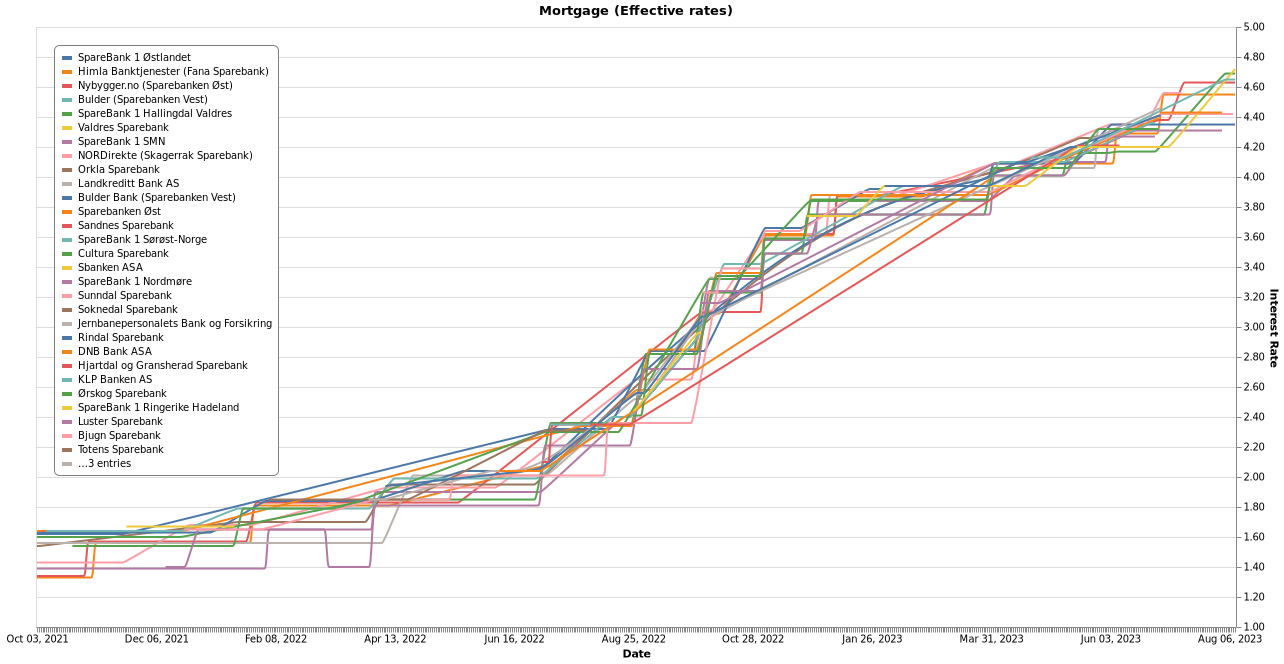 Mortgage (Effective rates)
SpareBank 1 Østlandet
Himla Banktjenester (Fana Sparebank)
Nybygger.no (Sparebanken Øst)
Bulder (Sparebanken Vest)
SpareBank 1 Hallingdal Valdres
Valdres Sparebank
SpareBank 1 SMN
NORDirekte (Skagerrak Sparebank)
Orkla Sparebank
Landkreditt Bank AS
Bulder Bank (Sparebanken Vest)
Sparebanken Øst
Sandnes Sparebank
SpareBank 1 Sørøst-Norge
Cultura Sparebank
Sbanken ASA
SpareBank 1 Nordmøre
Sunndal Sparebank
Soknedal Sparebank
Jernbanepersonalets Bank og Forsikring
Rindal Sparebank
DNB Bank ASA
Hjartdal og Gransherad Sparebank
KLP Banken AS
Ørskog Sparebank
SpareBank 1 Ringerike Hadeland
Luster Sparebank
Bjugn Sparebank
Totens Sparebank
...3 entries
5.00
4.80
4.60
4.40
4.20
4.00
3.80
3.60
3.40
3.20
3.00
2.80
2.60
2.40
2.20
2.00
1.80
1.60
1.40
1.20
1.00
Interest Rate
Oct 03, 2021 Dec 06, 2021 Feb 08, 2022 Apr 13, 2022 Jun 16, 2022 Aug 25, 2022 Oct 28, 2022 Jan 26, 2023 Mar 31, 2023 Jun 03, 2023 Aug 06, 2023
Date